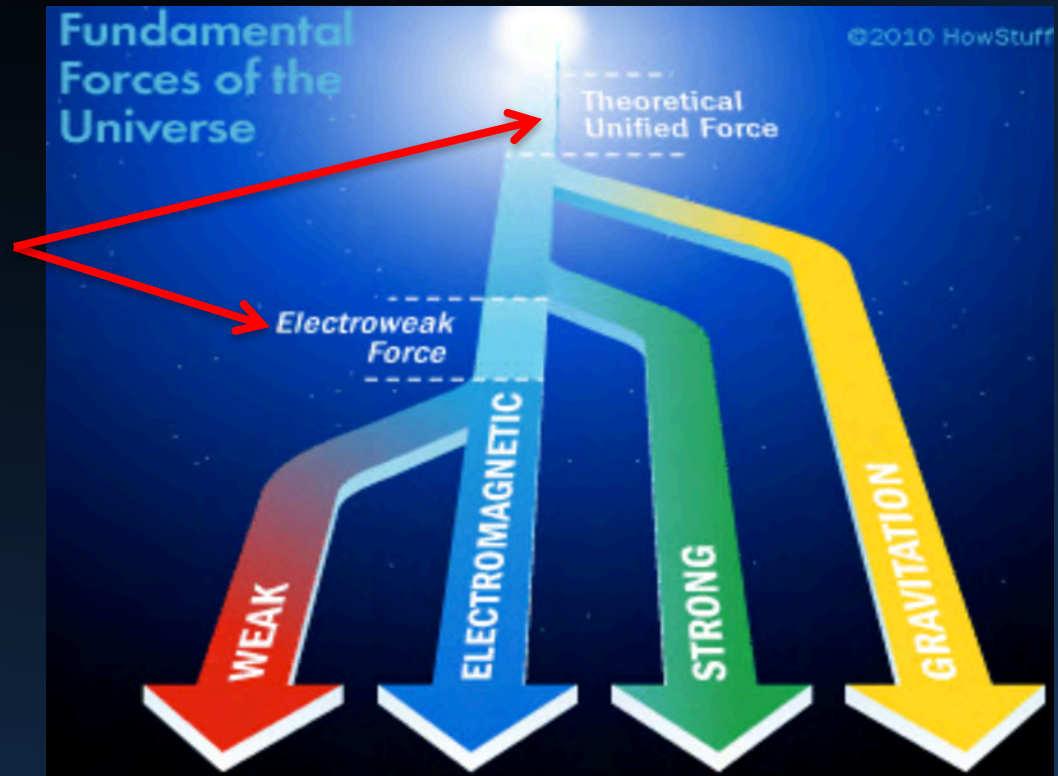 Fundamental
Forces of the
Universe
©2010 HowStuff
Theoretical
Unified Force
Electroweak
Force
WEAK
ELECTROMAGNETIC
STRONG
GRAVITATION